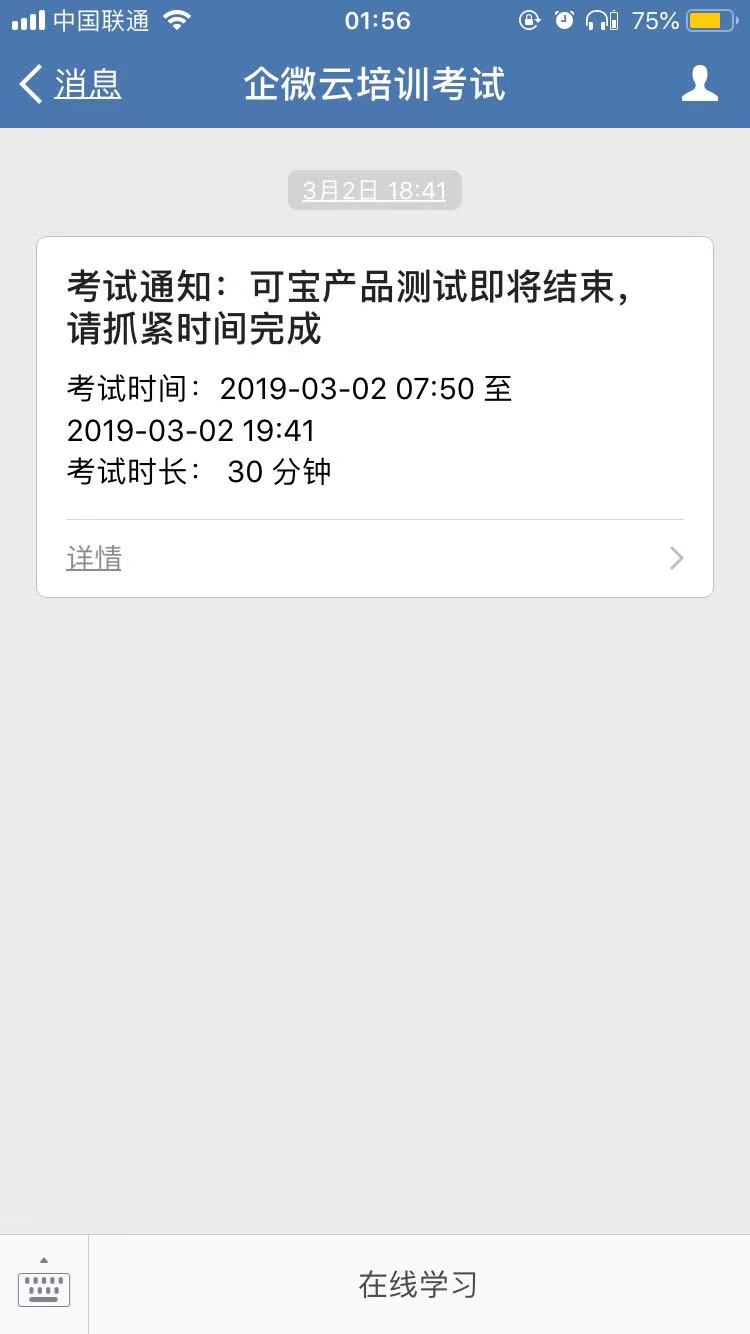 中国联通 01:56 75%
消息 企微云培训考试
3月2日 18:41
考试通知：可宝产品测试即将结束，
请抓紧时间完成
考试时间：2019-03-02 07:50 至
2019-03-02 19:41
考试时长： 30 分钟
详情
在线学习